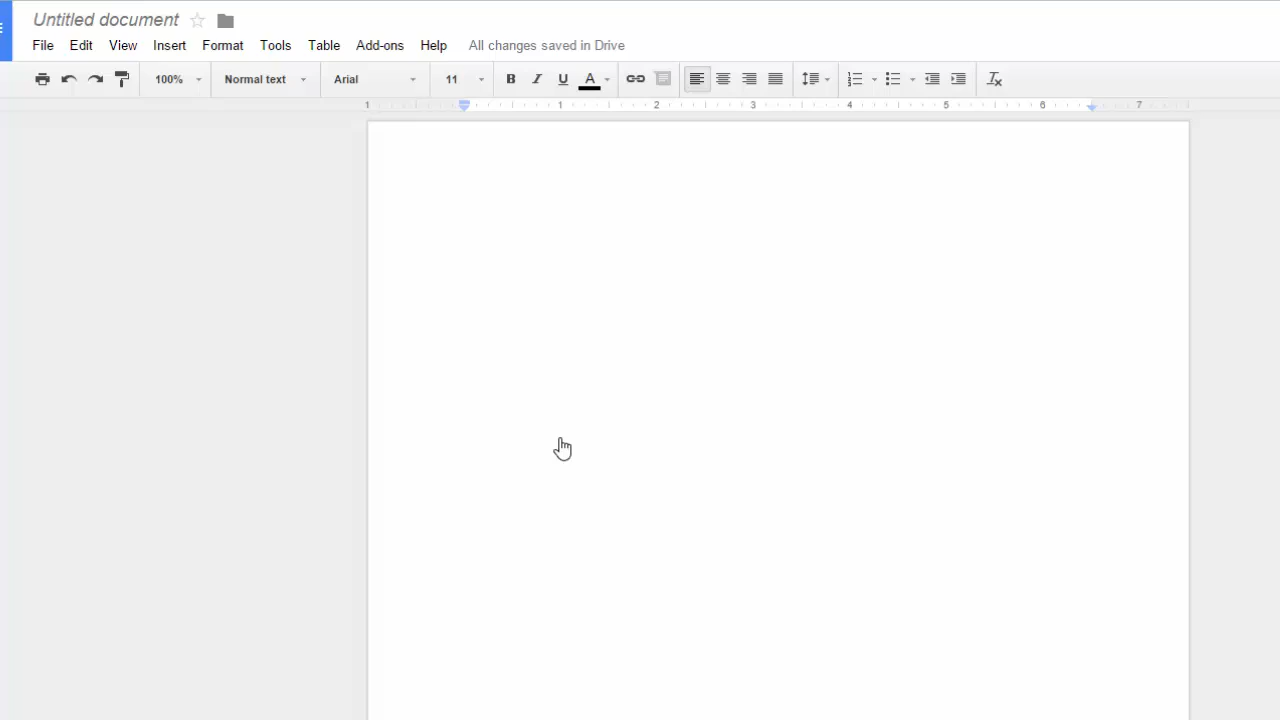 Untitled document
File Edit View Insert Format Tools Table Add-ons Help All changes saved in Drive
100% Normal text Arial 11 B I U A
1 1 2 3 4 5 6 7